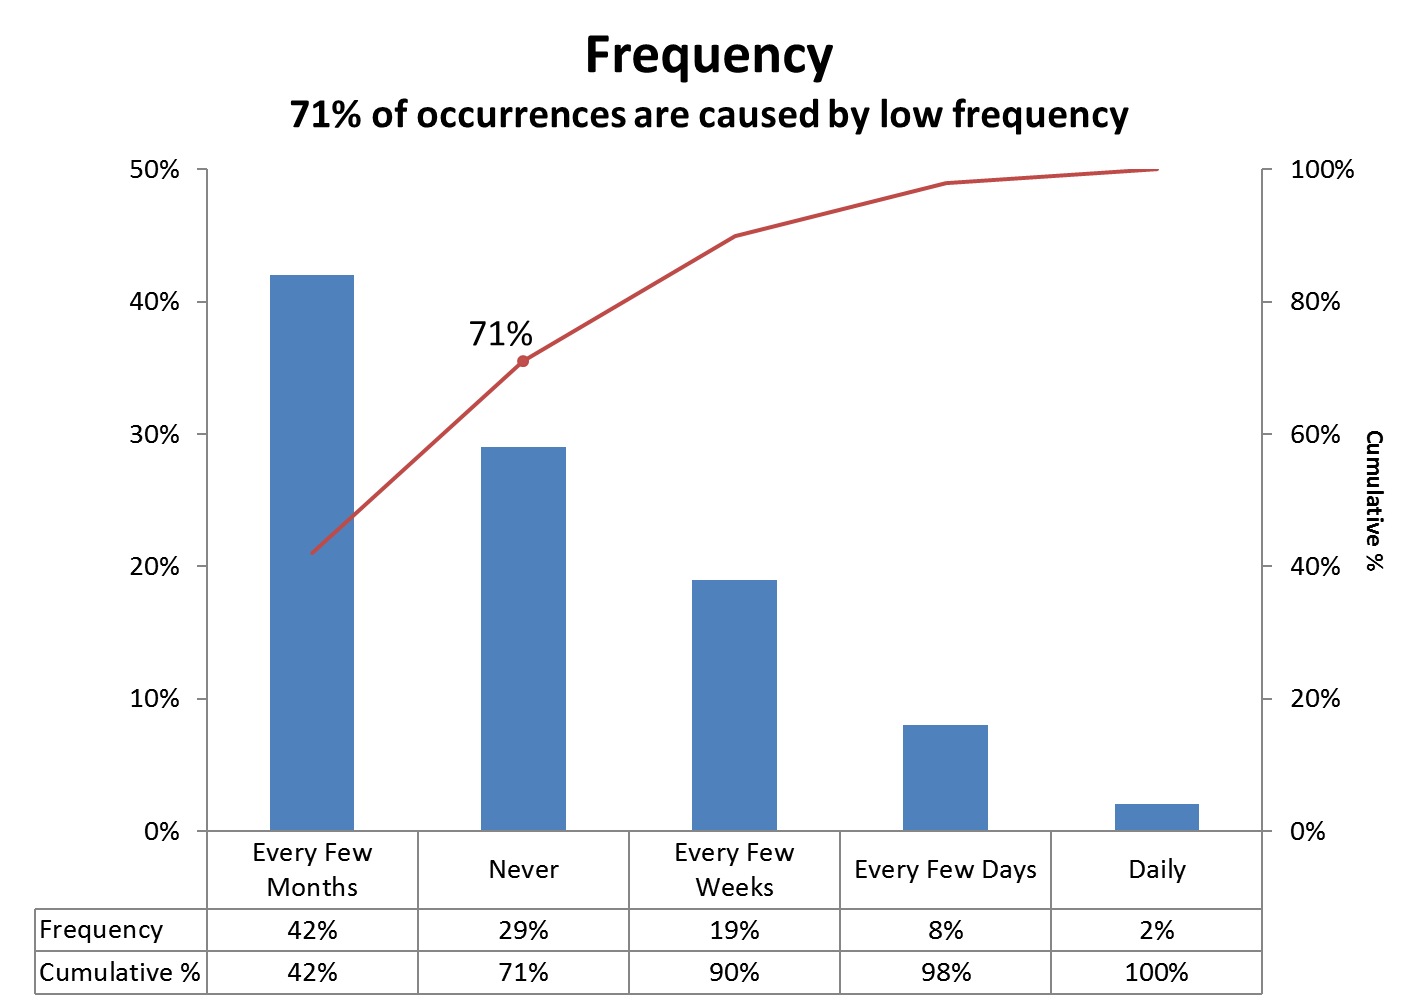 Frequency
71% of occurrences are caused by low frequency
50%
40%
30%
20%
10%
0%
71%
100%
80%
60%
40%
20%
0%
Cumulative %
Every Few
Months
Never
Every Few
Weeks
Every Few Days
Daily
Frequency 42% 29% 19% 8% 2%
Cumulative % 42% 71% 90% 98% 100%